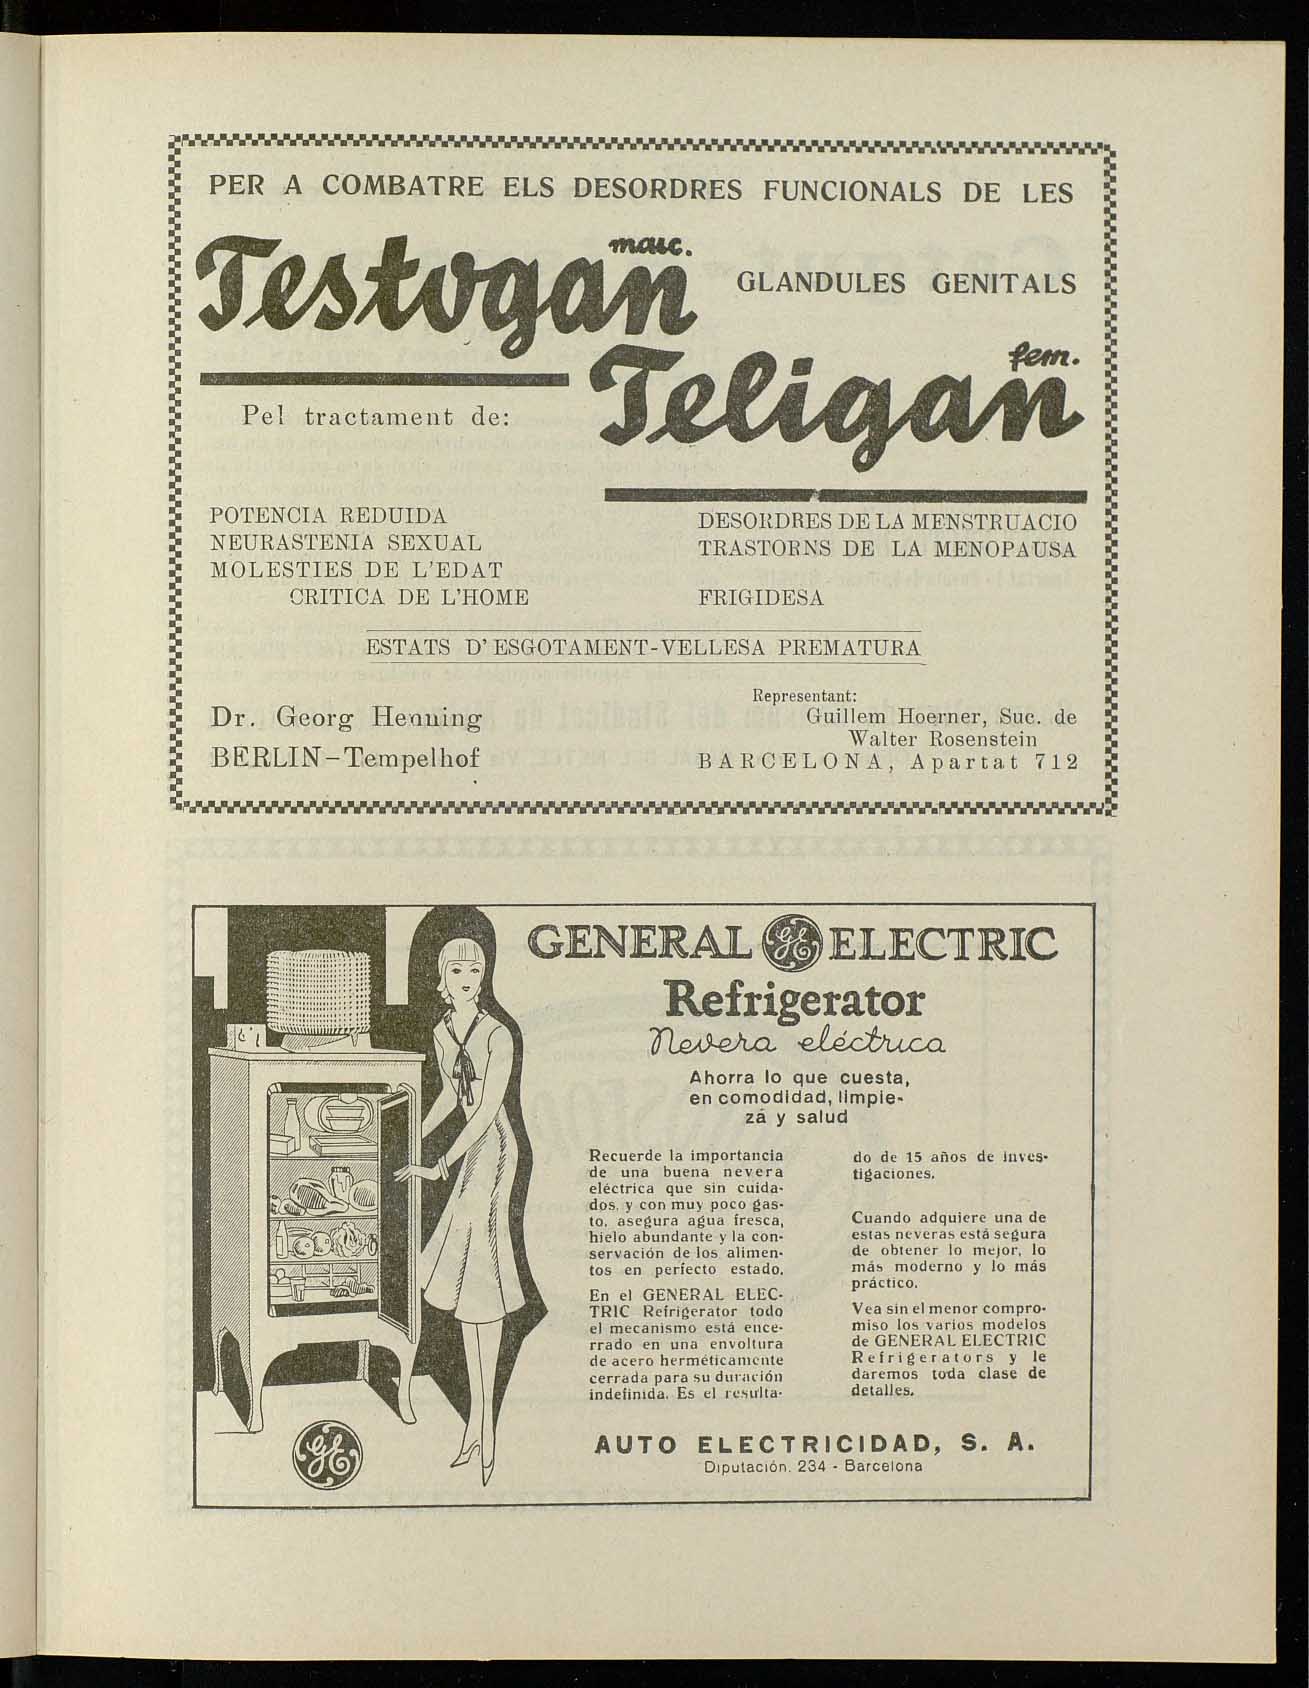 PER A COMBATRE ELS DESORDRES FUNCIONALS DE LES
Testogan masc.
GLANDULES GENITALS
Teligan fem.
Pel tractament de:
POTENCIA REDUIDA
NEURASTENIA SEXUAL
MOLESTIES DE L'EDAT
CRITICA DE L'HOME
DESORDRES DE LA MENSTRUACIO
TRASTORNS DE LA MENOPAUSA
FRIGIDESA
ESTATS D'ESGOTAMENT-VELLESA PREMATURA
Dr. Georg Henning
BERLIN-Tempelhof
Representant:
Guillem Hoerner, Suc. de
Walter Rosenstein
BARCELONA, Apartat 712
GENERAL GE ELECTRIC
Refrigerator
Nevera eléctrica
Ahorra lo que cuesta,
en comodidad, limpie-
zá y salud
Recuerde la importancia
de una buena nevera
eléctrica que sin cuida-
dos, y con muy poco gas-
to, asegura agua fresca,
hielo abundante y la con-
servación de los alimen-
tos en perfecto estado.
En el GENERAL ELEC-
TRIC Refrigerator todo
el mecanismo está ence-
rrado en una envoltura
de acero herméticamente
cerrada para su duración
indefinida. Es el resulta-
do de 15 años de inves-
tigaciones.
Cuando adquiere una de
estas neveras está segura
de obtener lo mejor, lo
más moderno y lo más
práctico.
Vea sin el menor compro-
miso los varios modelos
de GENERAL ELECTRIC
Refrigerators y le
daremos toda clase de
detalles.
GE
AUTO ELECTRICIDAD, S. A.
Diputación, 234 - Barcelona